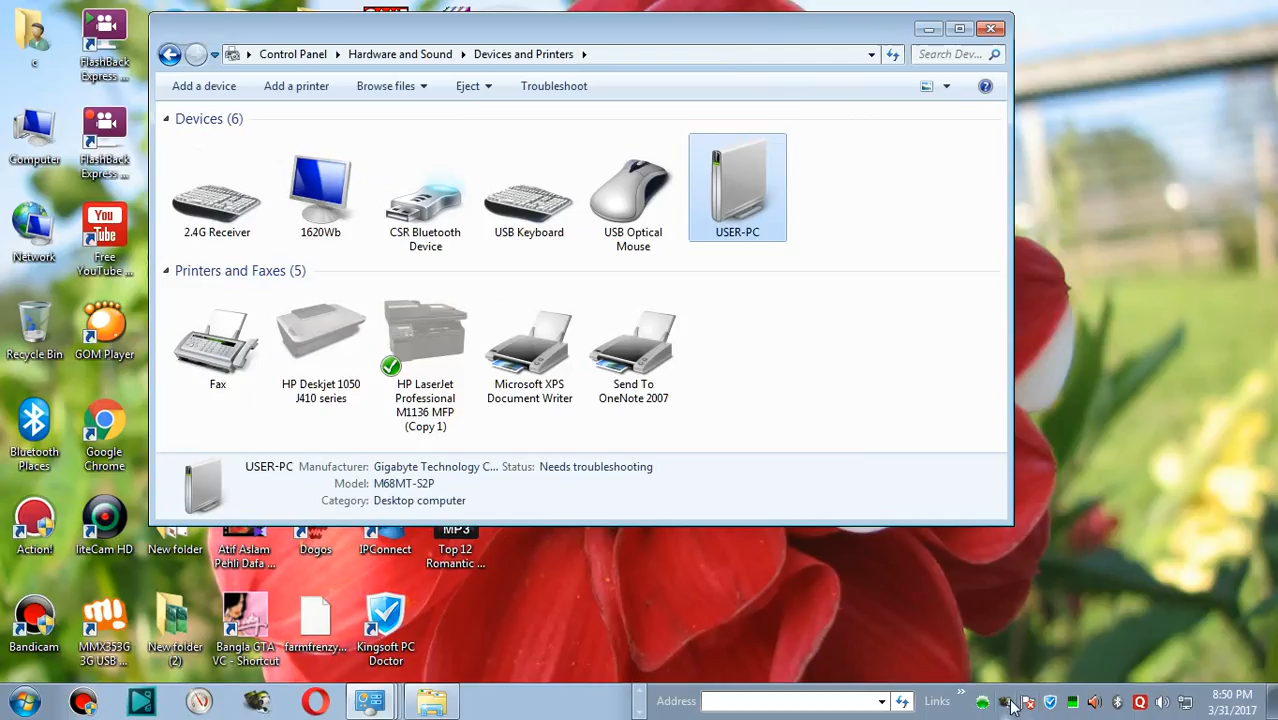 Control Panel
Hardware and Sound
Devices and Printers
Search Dev...
Add a device
Add a printer
Browse files
Eject
Troubleshoot
Devices (6)
2.4G Receiver
1620Wb
CSR Bluetooth
Device
USB Keyboard
USB Optical
Mouse
USER-PC
Printers and Faxes (5)
Fax
HP Deskjet 1050
J410 series
HP LaserJet
Professional
M1136 MFP
(Copy 1)
Microsoft XPS
Document Writer
Send To
OneNote 2007
USER-PC
Manufacturer: Gigabyte Technology C...
Status: Needs troubleshooting
Model: M68MT-S2P
Category: Desktop computer
c
FlashBack
Express ...
Computer
FlashBack
Express ...
Network
You
Tube
Free
YouTube ...
Recycle Bin
GOM Player
Bluetooth
Places
Google
Chrome
Action!
liteCam HD
New folder
Atif Aslam
Pehli Dafa ...
Dogos
IPConnect
MP3
Top 12
Romantic ...
Bandicam
MMX353G
3G USB ...
New folder
(2)
Bangla GTA
VC - Shortcut
farmfrenzy...
Kingsoft PC
Doctor
Address
Links
8:50 PM
3/31/2017